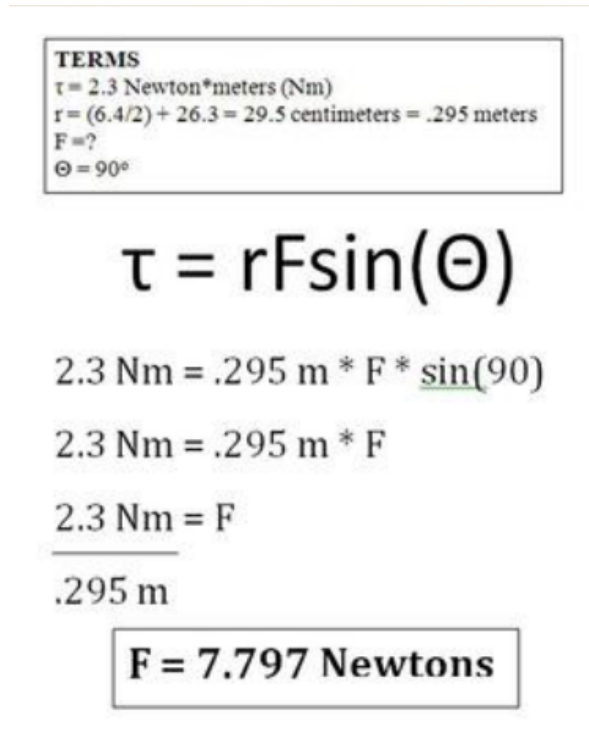 TERMS
τ= 2.3 Newton*meters (Nm)
r= (6.4/2) + 26.3 = 29.5 centimeters = .295 meters
F=?
Θ = 90º
τ = rFsin(Θ)
2.3 Nm = .295 m * F * sin(90)
2.3 Nm = .295 m * F
2.3 Nm = F
.295 m
F = 7.797 Newtons